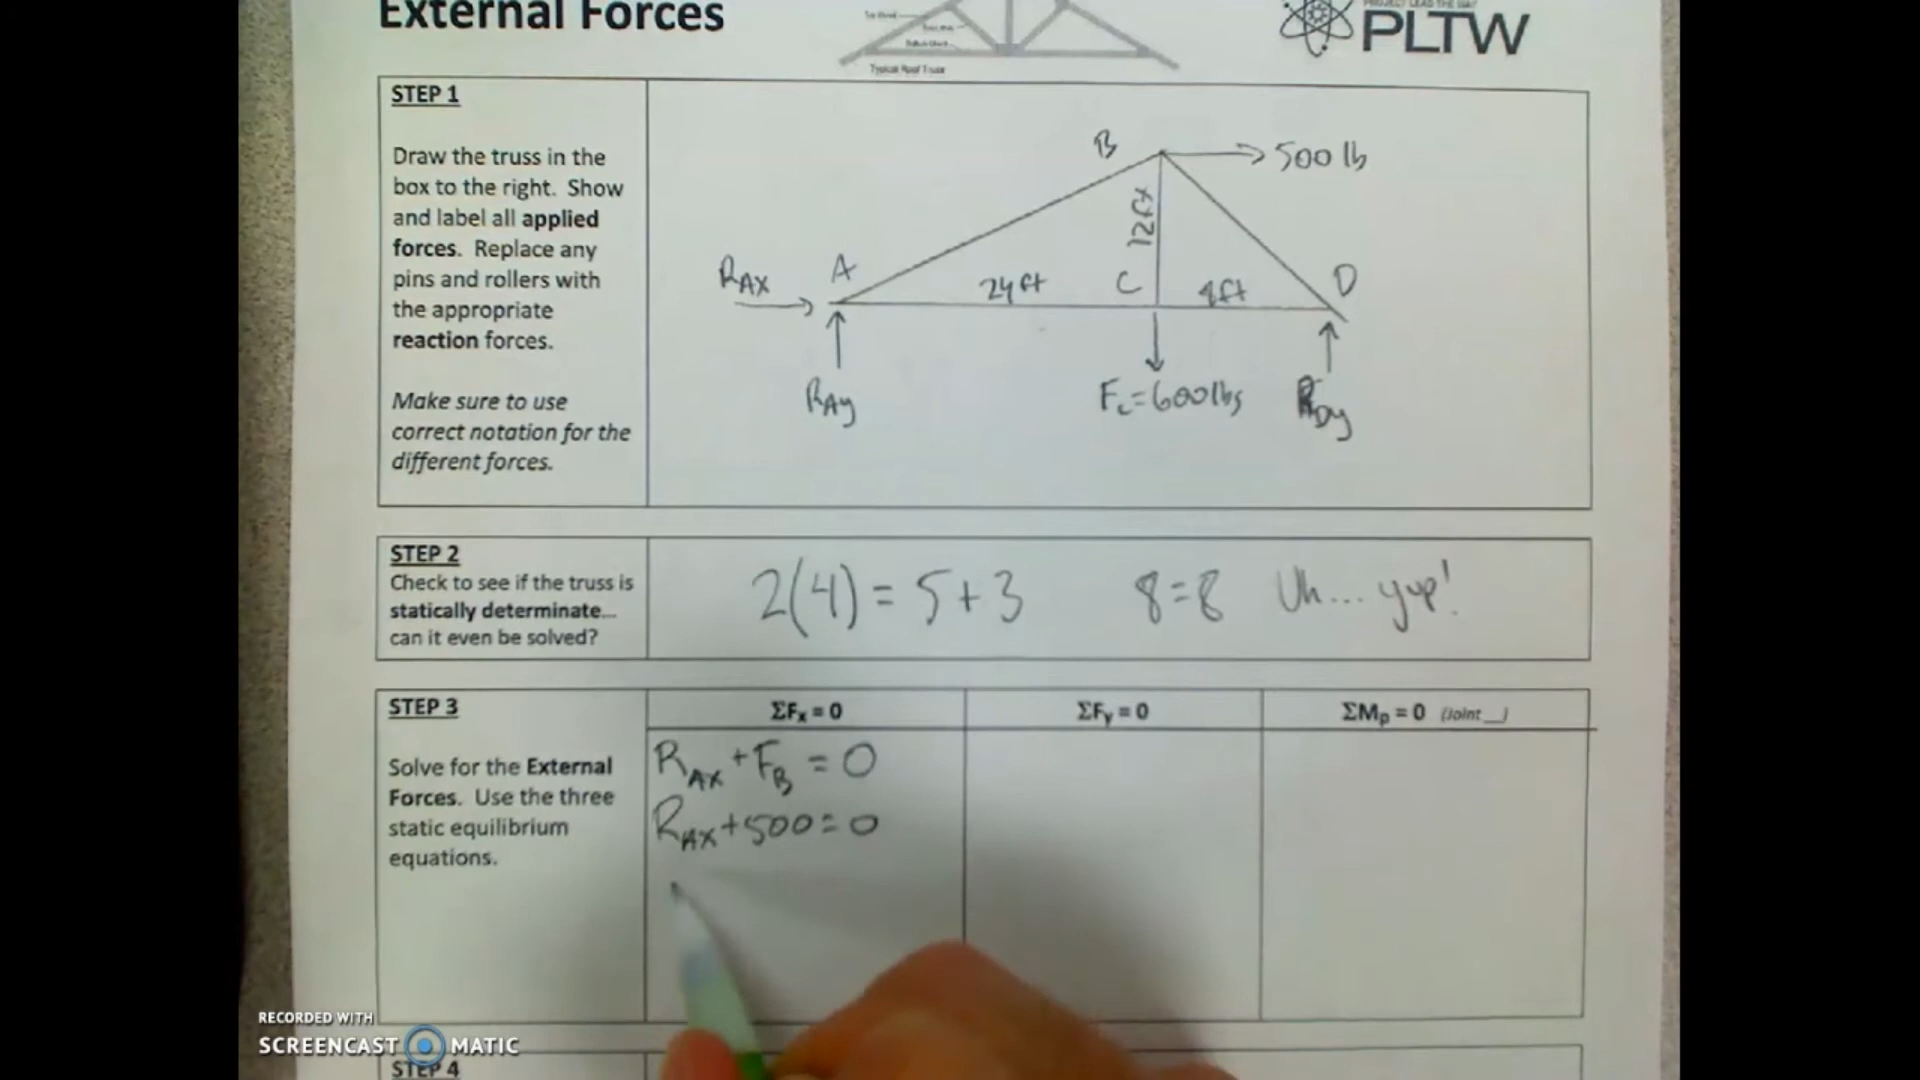 External Forces
Typical Roof Truss
PLTW
STEP 1
Draw the truss in the
box to the right. Show
and label all applied
forces. Replace any
pins and rollers with
the appropriate
reaction forces.
Make sure to use
correct notation for the
different forces.
B
500 lb
12ft
RAX
A
24ft
C
D
RAy
Fc=600lbs
RDy
STEP 2
Check to see if the truss is
statically determinate...
can it even be solved?
2(4) = 5+3 8=8 Uh... yup!
STEP 3
ΣFx = 0
ΣFy = 0
ΣMp = 0 (Joint __)
Solve for the External
Forces. Use the three
static equilibrium
equations.
RAX + FB = 0
RAX + 500 = 0
RECORDED WITH
SCREENCAST MATIC
STEP 4